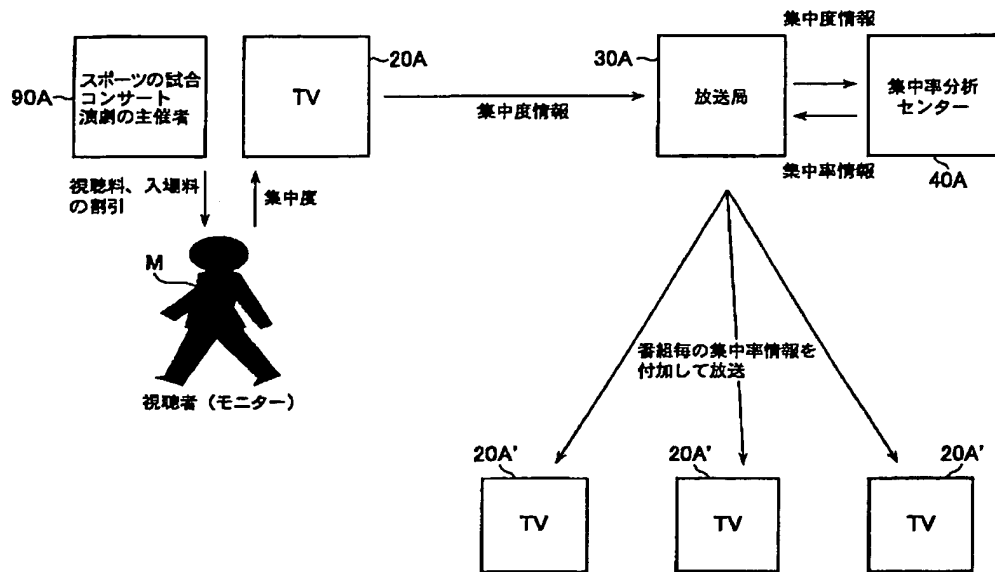 集中度情報
20A
30A
90A
スポーツの試合
コンサート
演劇の主催者
TV
放送局
集中率分析
センター
集中度情報
集中率情報
40A
視聴料、入場料
の割引
集中度
M
視聴者（モニター）
番組毎の集中率情報を
付加して放送
20A'
20A'
20A'
TV
TV
TV